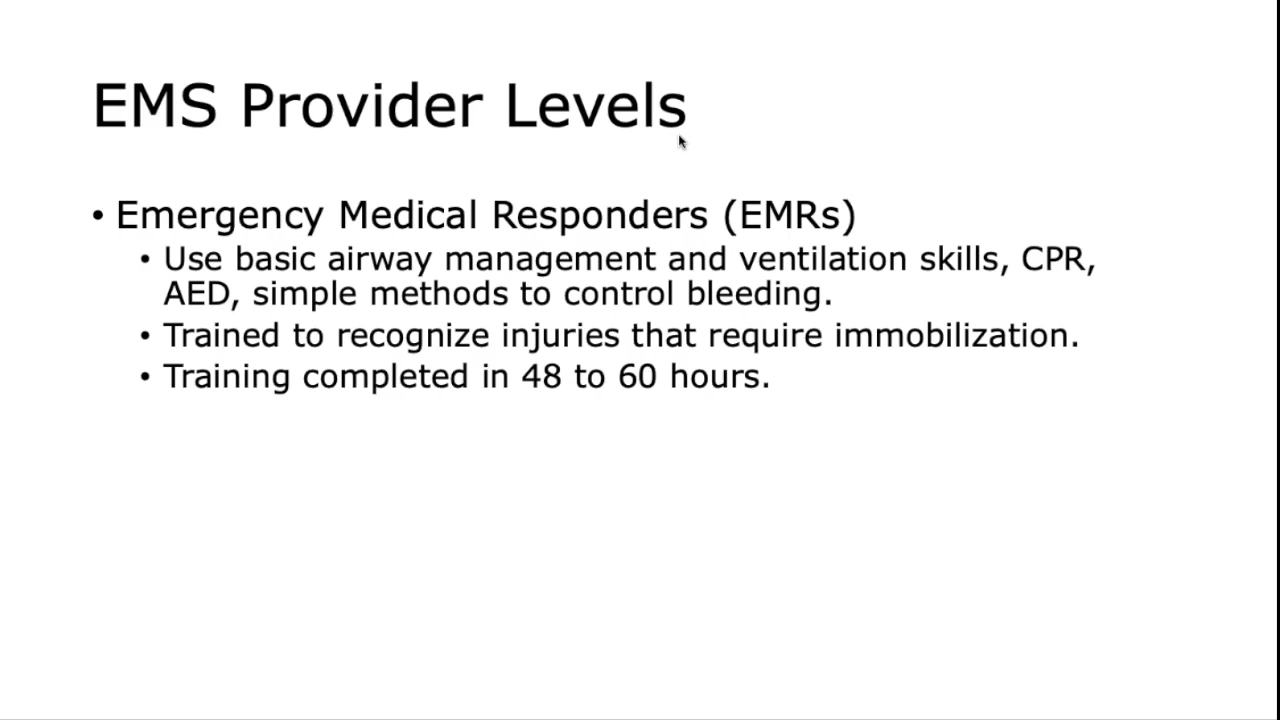 EMS Provider Levels
• Emergency Medical Responders (EMRs)
• Use basic airway management and ventilation skills, CPR,
AED, simple methods to control bleeding.
• Trained to recognize injuries that require immobilization.
• Training completed in 48 to 60 hours.